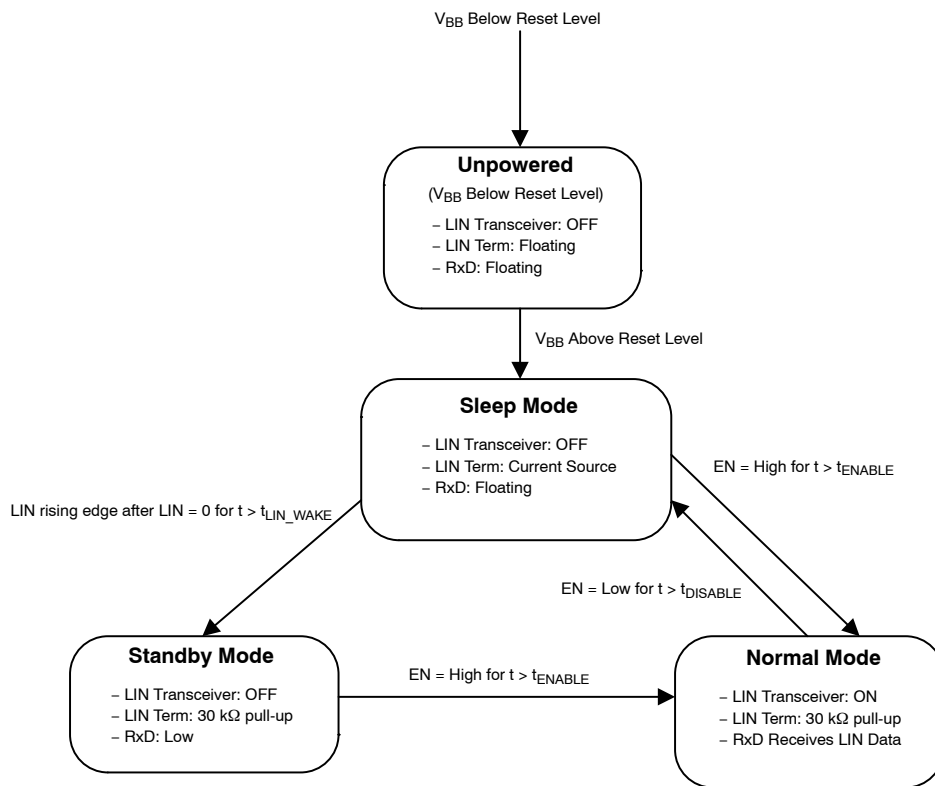 V_BB Below Reset Level
Unpowered
(V_BB Below Reset Level)
– LIN Transceiver: OFF
– LIN Term: Floating
– RxD: Floating
V_BB Above Reset Level
Sleep Mode
– LIN Transceiver: OFF
– LIN Term: Current Source
– RxD: Floating
EN = High for t > t_ENABLE
LIN rising edge after LIN = 0 for t > t_LIN_WAKE
EN = Low for t > t_DISABLE
Standby Mode
– LIN Transceiver: OFF
– LIN Term: 30 kΩ pull-up
– RxD: Low
EN = High for t > t_ENABLE
Normal Mode
– LIN Transceiver: ON
– LIN Term: 30 kΩ pull-up
– RxD Receives LIN Data